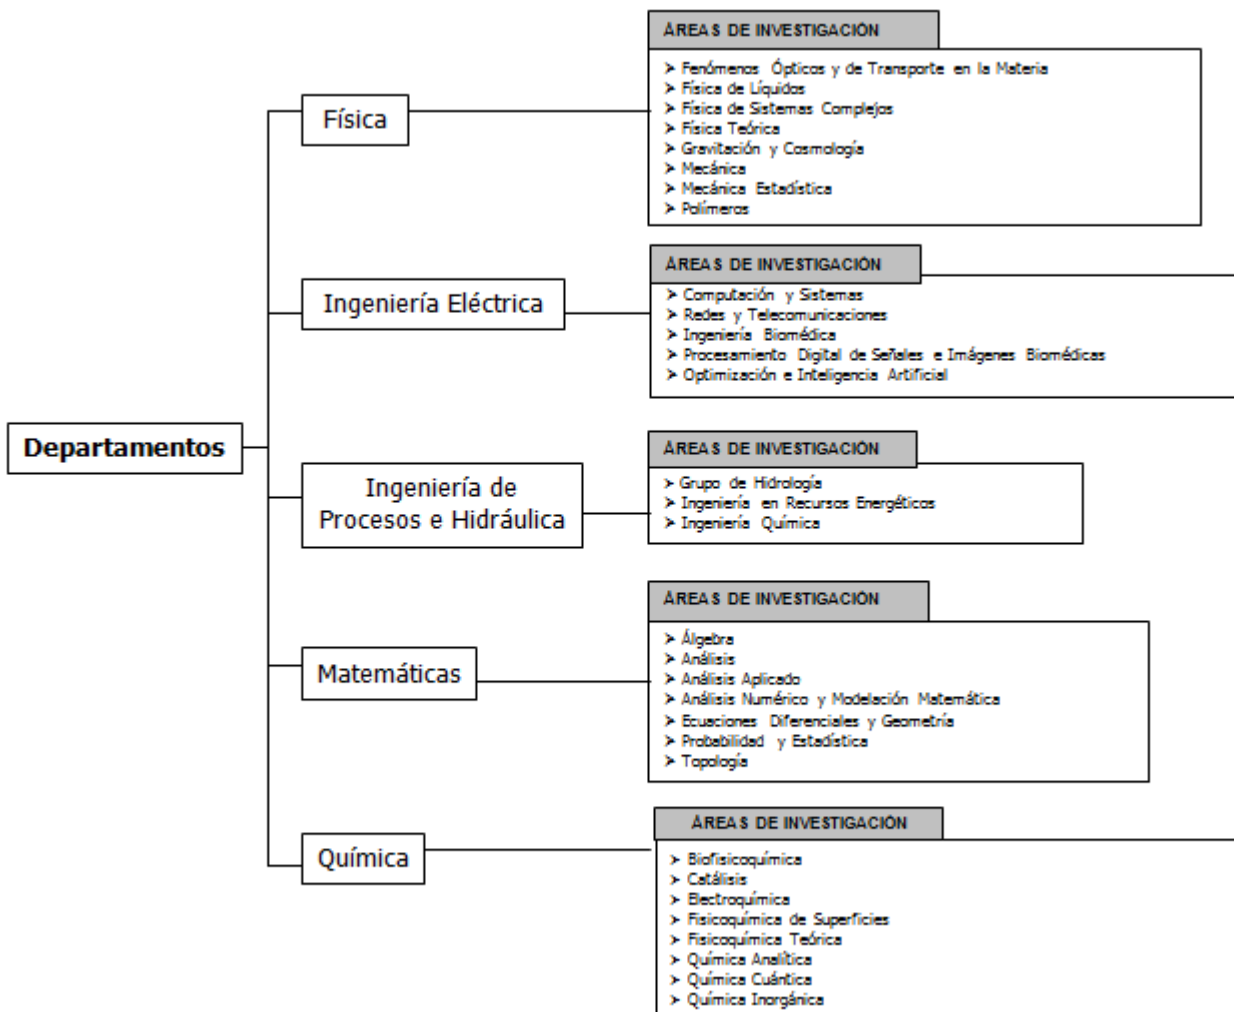 Departamentos
Física
ÁREAS DE INVESTIGACIÓN
➤ Fenómenos Ópticos y de Transporte en la Materia
➤ Física de Líquidos
➤ Física de Sistemas Complejos
➤ Física Teórica
➤ Gravitación y Cosmología
➤ Mecánica
➤ Mecánica Estadística
➤ Polímeros
Ingeniería Eléctrica
ÁREAS DE INVESTIGACIÓN
➤ Computación y Sistemas
➤ Redes y Telecomunicaciones
➤ Ingeniería Biomédica
➤ Procesamiento Digital de Señales e Imágenes Biomédicas
➤ Optimización e Inteligencia Artificial
Ingeniería de
Procesos e Hidráulica
ÁREAS DE INVESTIGACIÓN
➤ Grupo de Hidrología
➤ Ingeniería en Recursos Energéticos
➤ Ingeniería Química
Matemáticas
ÁREAS DE INVESTIGACIÓN
➤ Álgebra
➤ Análisis
➤ Análisis Aplicado
➤ Análisis Numérico y Modelación Matemática
➤ Ecuaciones Diferenciales y Geometría
➤ Probabilidad y Estadística
➤ Topología
Química
ÁREAS DE INVESTIGACIÓN
➤ Biofisicoquímica
➤ Catálisis
➤ Electroquímica
➤ Fisicoquímica de Superficies
➤ Fisicoquímica Teórica
➤ Química Analítica
➤ Química Cuántica
➤ Química Inorgánica